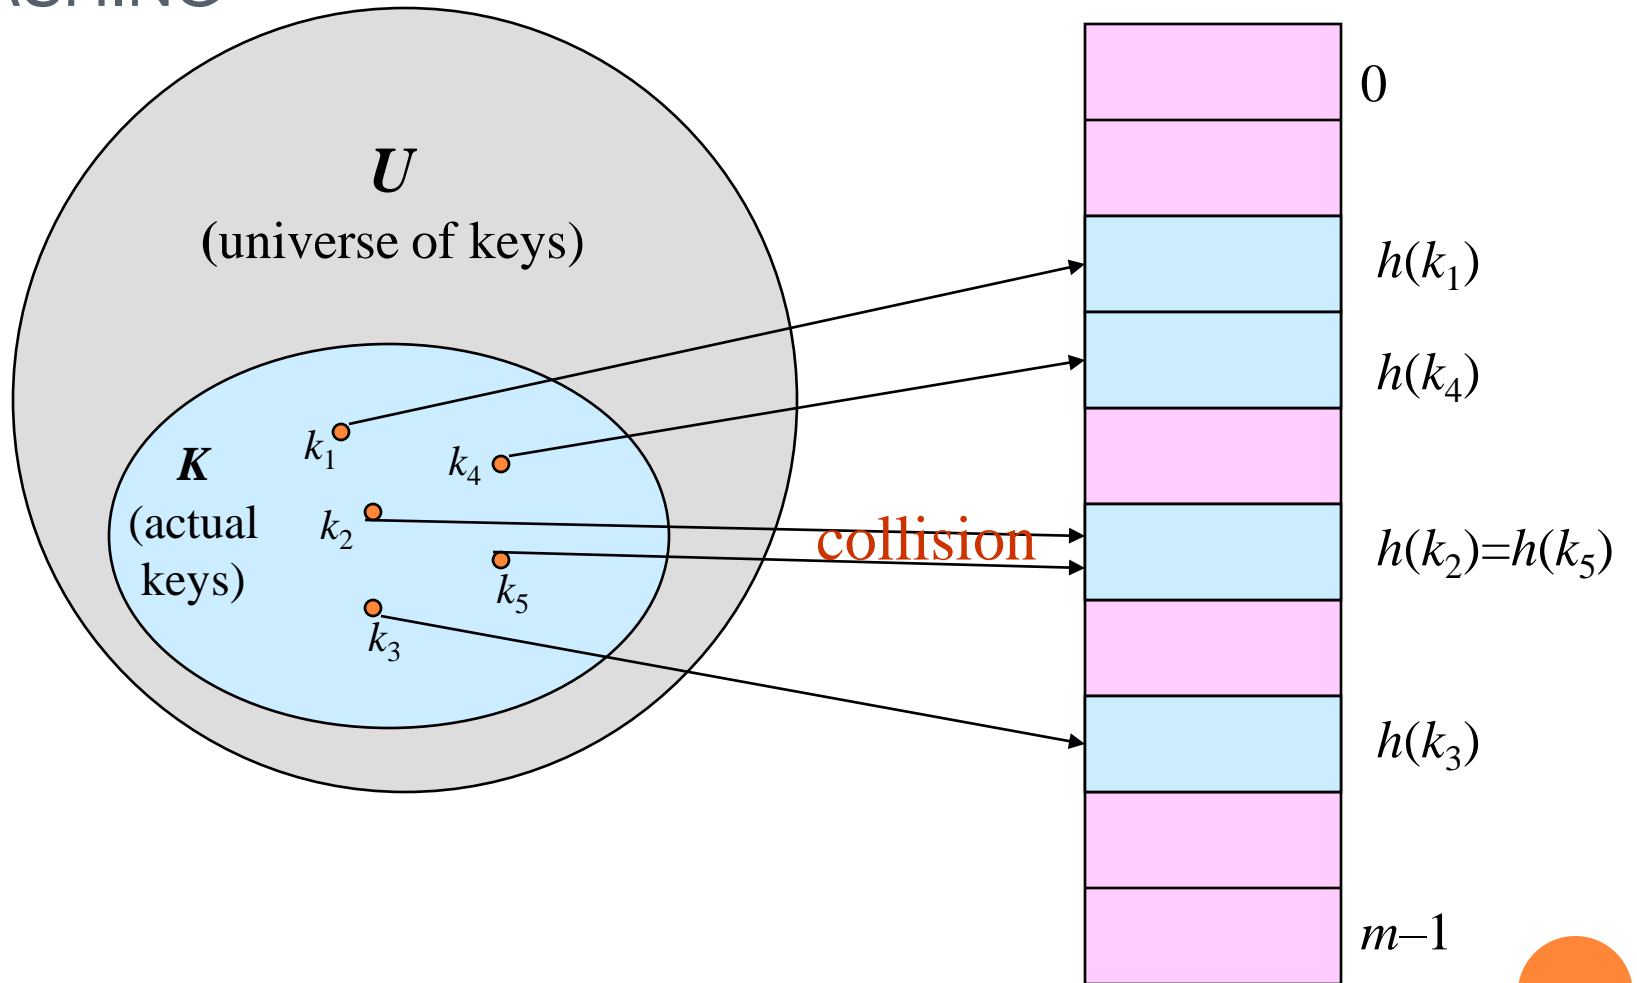 U
(universe of keys)
K
(actual
keys)
k₁
k₄
k₂
k₅
k₃
collision
0
h(k₁)
h(k₄)
h(k₂)=h(k₅)
h(k₃)
m–1